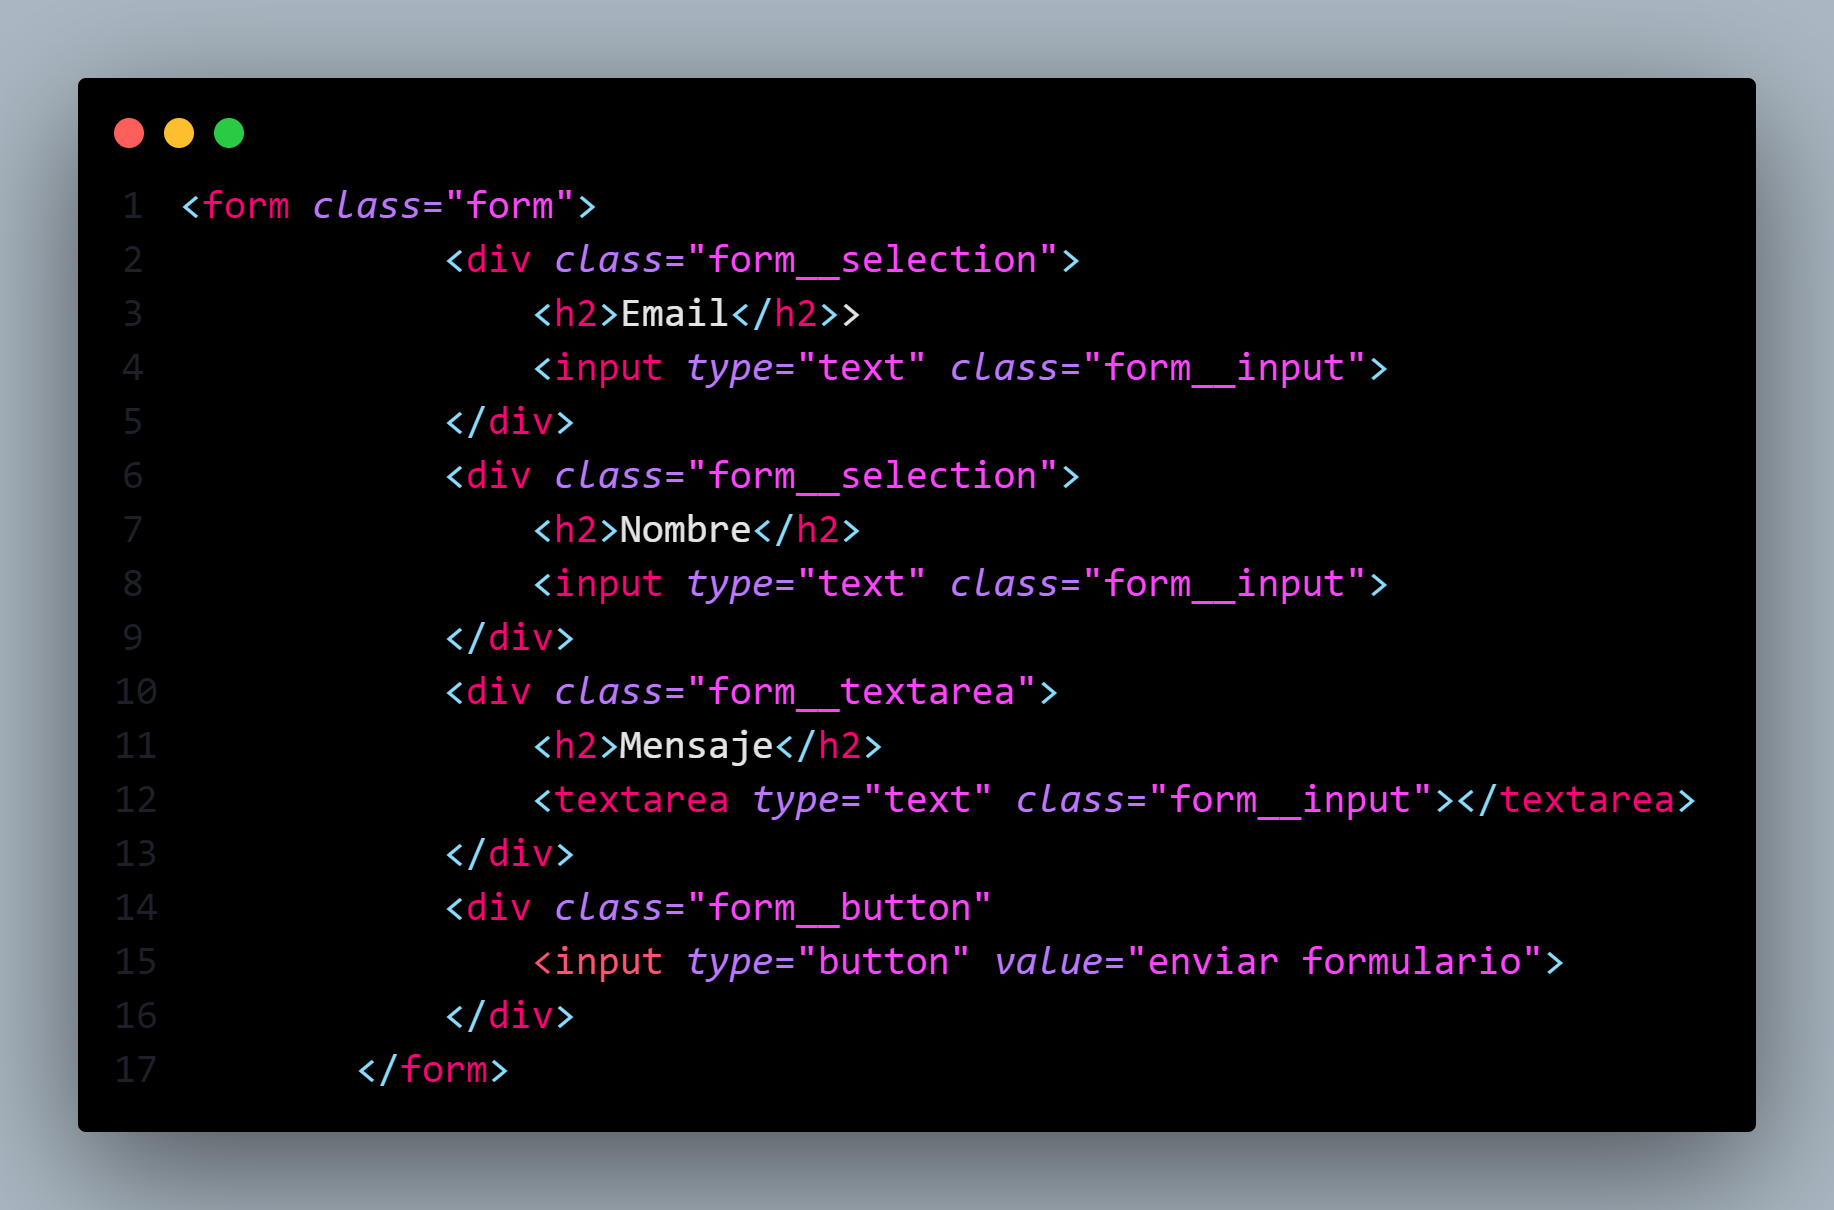 1 <form class="form">
2 <div class="form__selection">
3 <h2>Email</h2>>
4 <input type="text" class="form__input">
5 </div>
6 <div class="form__selection">
7 <h2>Nombre</h2>
8 <input type="text" class="form__input">
9 </div>
10 <div class="form__textarea">
11 <h2>Mensaje</h2>
12 <textarea type="text" class="form__input"></textarea>
13 </div>
14 <div class="form__button"
15 <input type="button" value="enviar formulario">
16 </div>
17 </form>